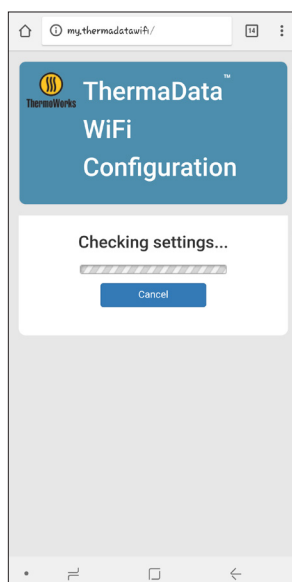 my.thermadatawifi/
14
ThermoWorks
ThermaData™
WiFi
Configuration
Checking settings...
Cancel